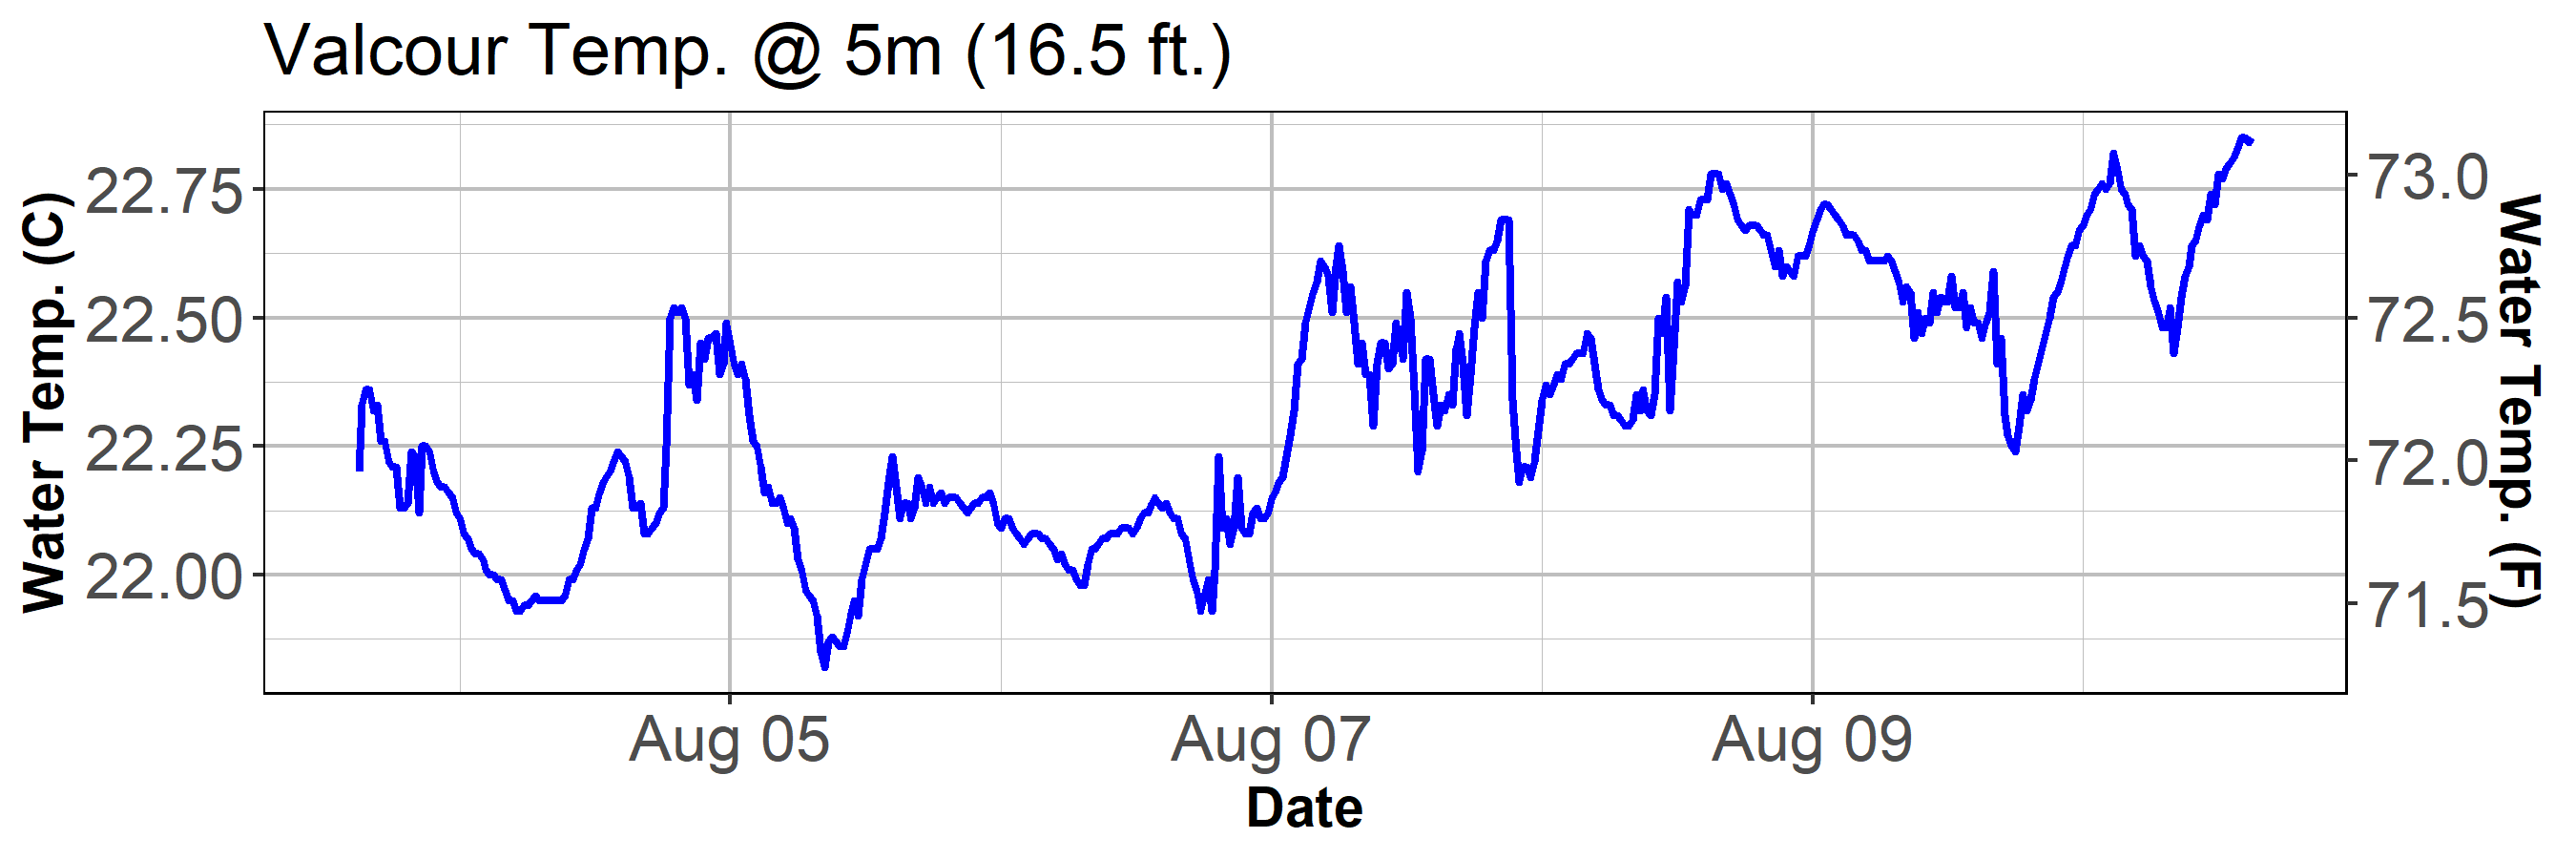 Valcour Temp. @ 5m (16.5 ft.)
Water Temp. (C)
22.75
22.50
22.25
22.00
73.0
72.5
72.0
71.5
Water Temp. (F)
Aug 05
Aug 07
Aug 09
Date